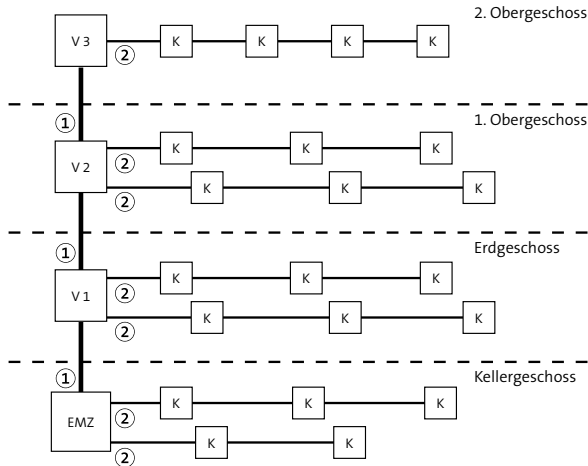 2. Obergeschoss
V 3
2
K K K K
1
1. Obergeschoss
V 2
2
K K K
2
K K K
1
Erdgeschoss
V 1
2
K K K
2
K K K
1
Kellergeschoss
EMZ
2
K K K
2
K K